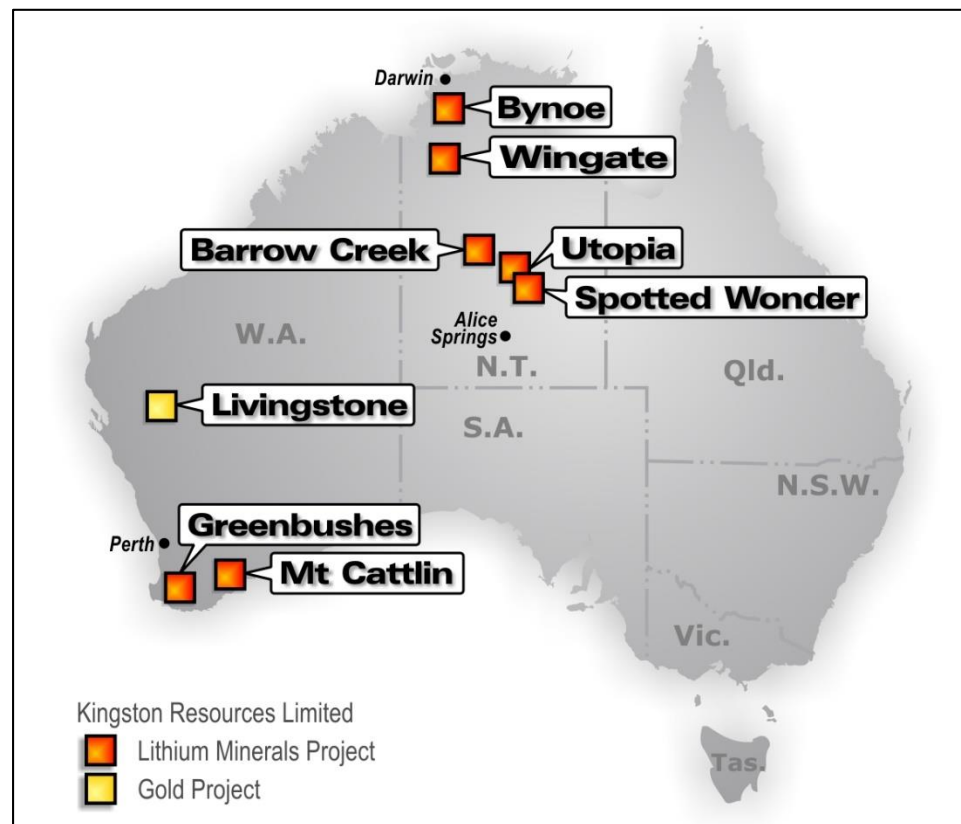 Darwin
Bynoe
Wingate
Barrow Creek
Utopia
Spotted Wonder
Alice
Springs
W.A.
N.T.
Qld.
Livingstone
S.A.
N.S.W.
Greenbushes
Perth
Mt Cattlin
Vic.
Tas.
Kingston Resources Limited
Lithium Minerals Project
Gold Project